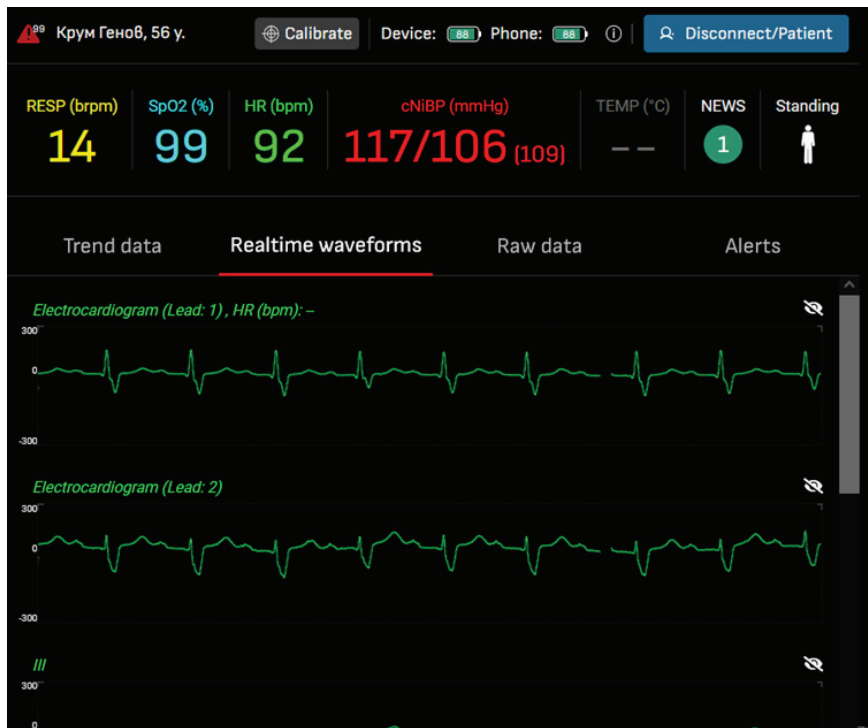 99 Крум Генов, 56 y. Calibrate Device: 88 Phone: 88 Disconnect/Patient
RESP (brpm) SpO2 (%) HR (bpm) cNiBP (mmHg) TEMP (°C) NEWS Standing
14 99 92 117/106 (109) – – 1
Trend data Realtime waveforms Raw data Alerts
Electrocardiogram (Lead: 1) , HR (bpm): --
300
0
-300
Electrocardiogram (Lead: 2)
300
0
-300
III
300
0